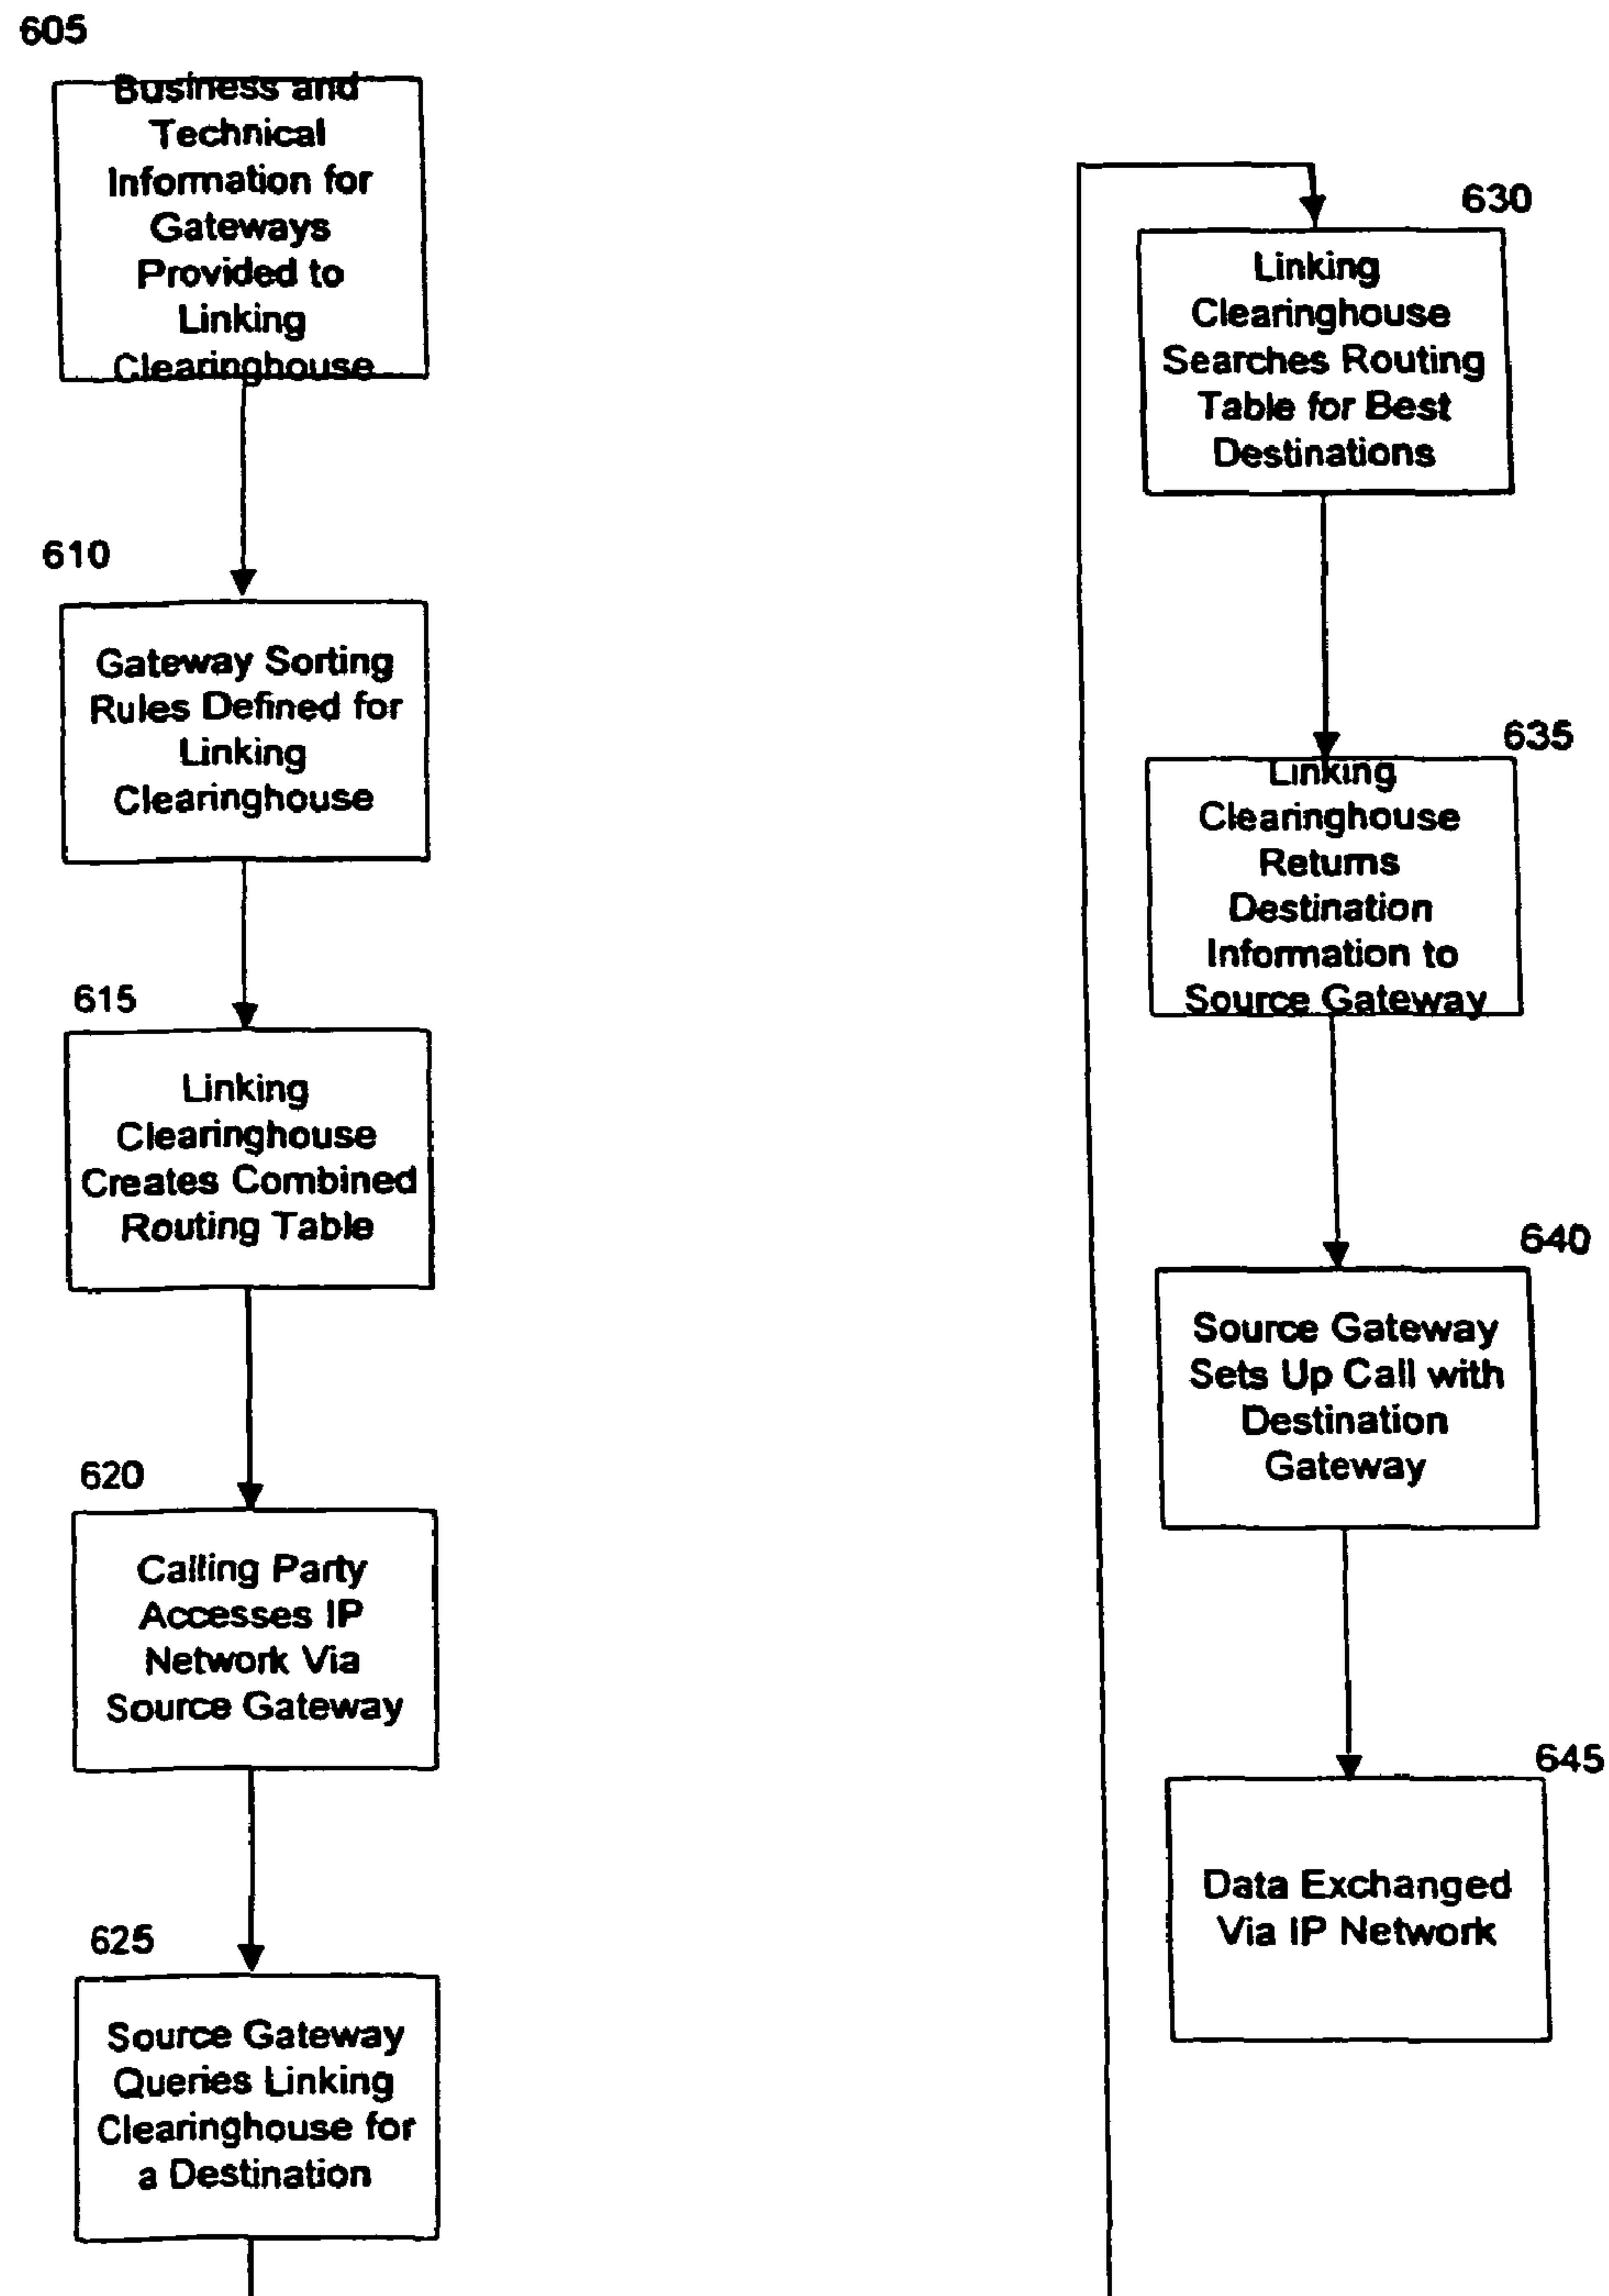 605
Business and
Technical
Information for
Gateways
Provided to
Linking
Clearinghouse
610
Gateway Sorting
Rules Defined for
Linking
Clearinghouse
615
Linking
Clearinghouse
Creates Combined
Routing Table
620
Calling Party
Accesses IP
Network Via
Source Gateway
625
Source Gateway
Queries Linking
Clearinghouse for
a Destination
630
Linking
Clearinghouse
Searches Routing
Table for Best
Destinations
635
Linking
Clearinghouse
Returns
Destination
Information to
Source Gateway
640
Source Gateway
Sets Up Call with
Destination
Gateway
645
Data Exchanged
Via IP Network